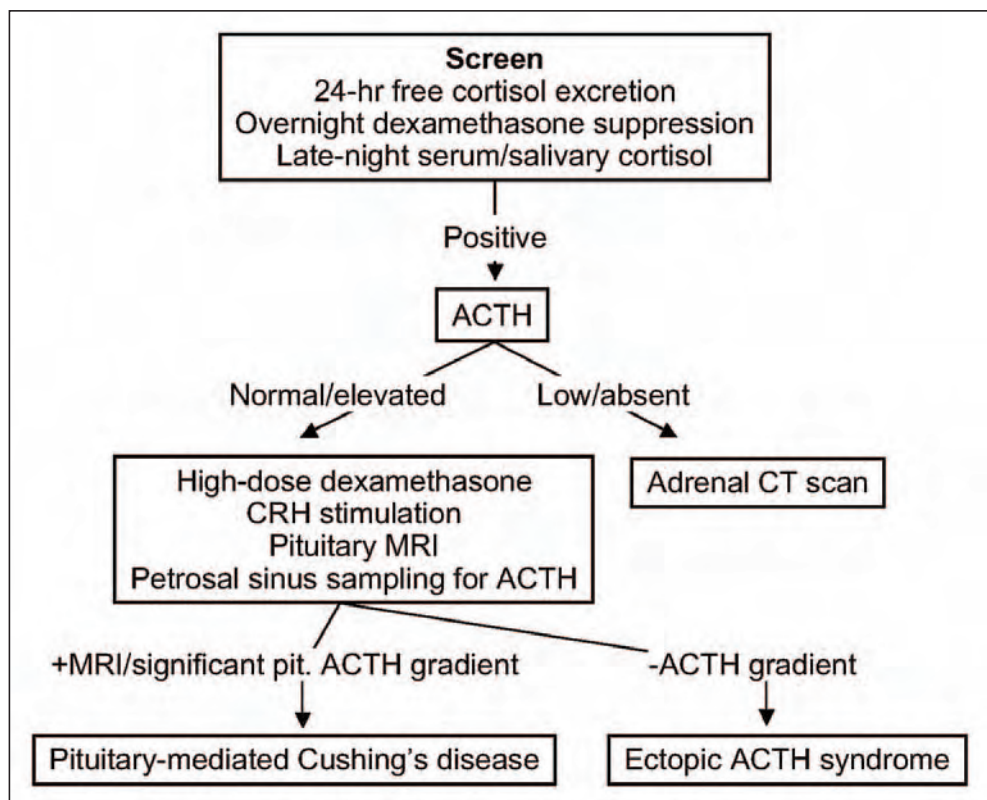 Screen
24-hr free cortisol excretion
Overnight dexamethasone suppression
Late-night serum/salivary cortisol
Positive
ACTH
Normal/elevated
Low/absent
High-dose dexamethasone
CRH stimulation
Pituitary MRI
Petrosal sinus sampling for ACTH
Adrenal CT scan
+MRI/significant pit. ACTH gradient
-ACTH gradient
Pituitary-mediated Cushing's disease
Ectopic ACTH syndrome